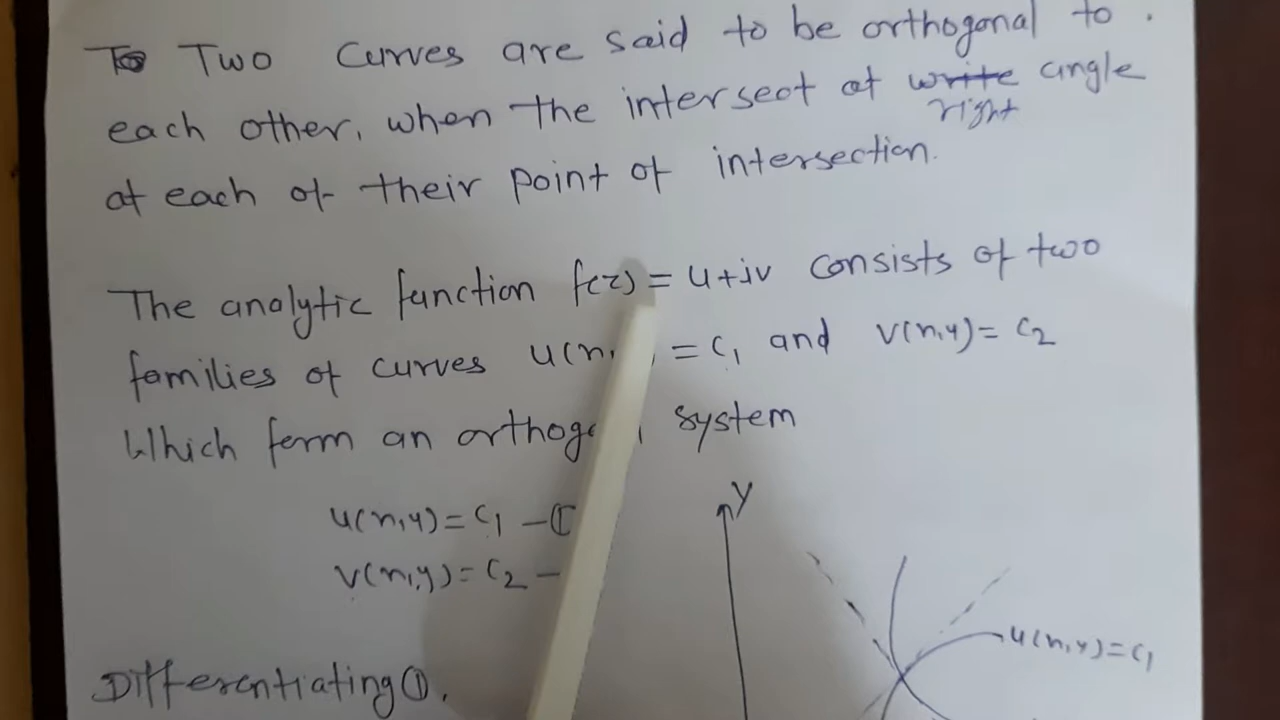 Two Curves are said to be orthogonal to
each other, when the intersect at write angle
right
at each of their point of intersection.
The analytic function f(z) = u+iv consists of two
families of curves = C1 and v(x,y) = C2
Which form an system
u(x,y) = C1 —
v(x,y) = C2 —
Y
u(x,y) = C1
Differentiating ①,